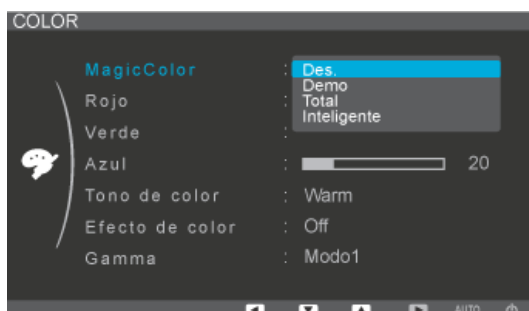 COLOR
MagicColor : Des.
Demo
Rojo : Total
Inteligente
Verde :
Azul : 20
Tono de color : Warm
Efecto de color : Off
Gamma : Modo1
AUTO